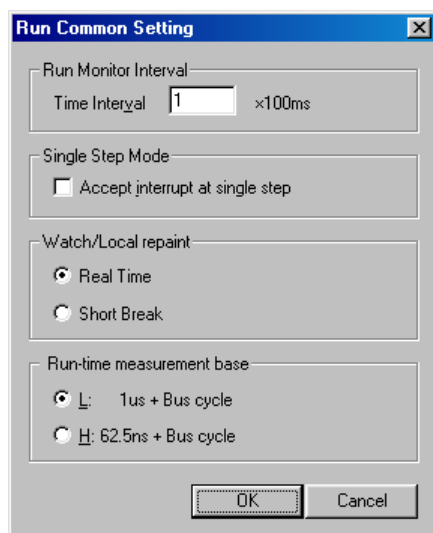 Run Common Setting
Run Monitor Interval
Time Interval 1 ×100ms
Single Step Mode
Accept interrupt at single step
Watch/Local repaint
Real Time
Short Break
Run-time measurement base
L: 1us + Bus cycle
H: 62.5ns + Bus cycle
OK Cancel